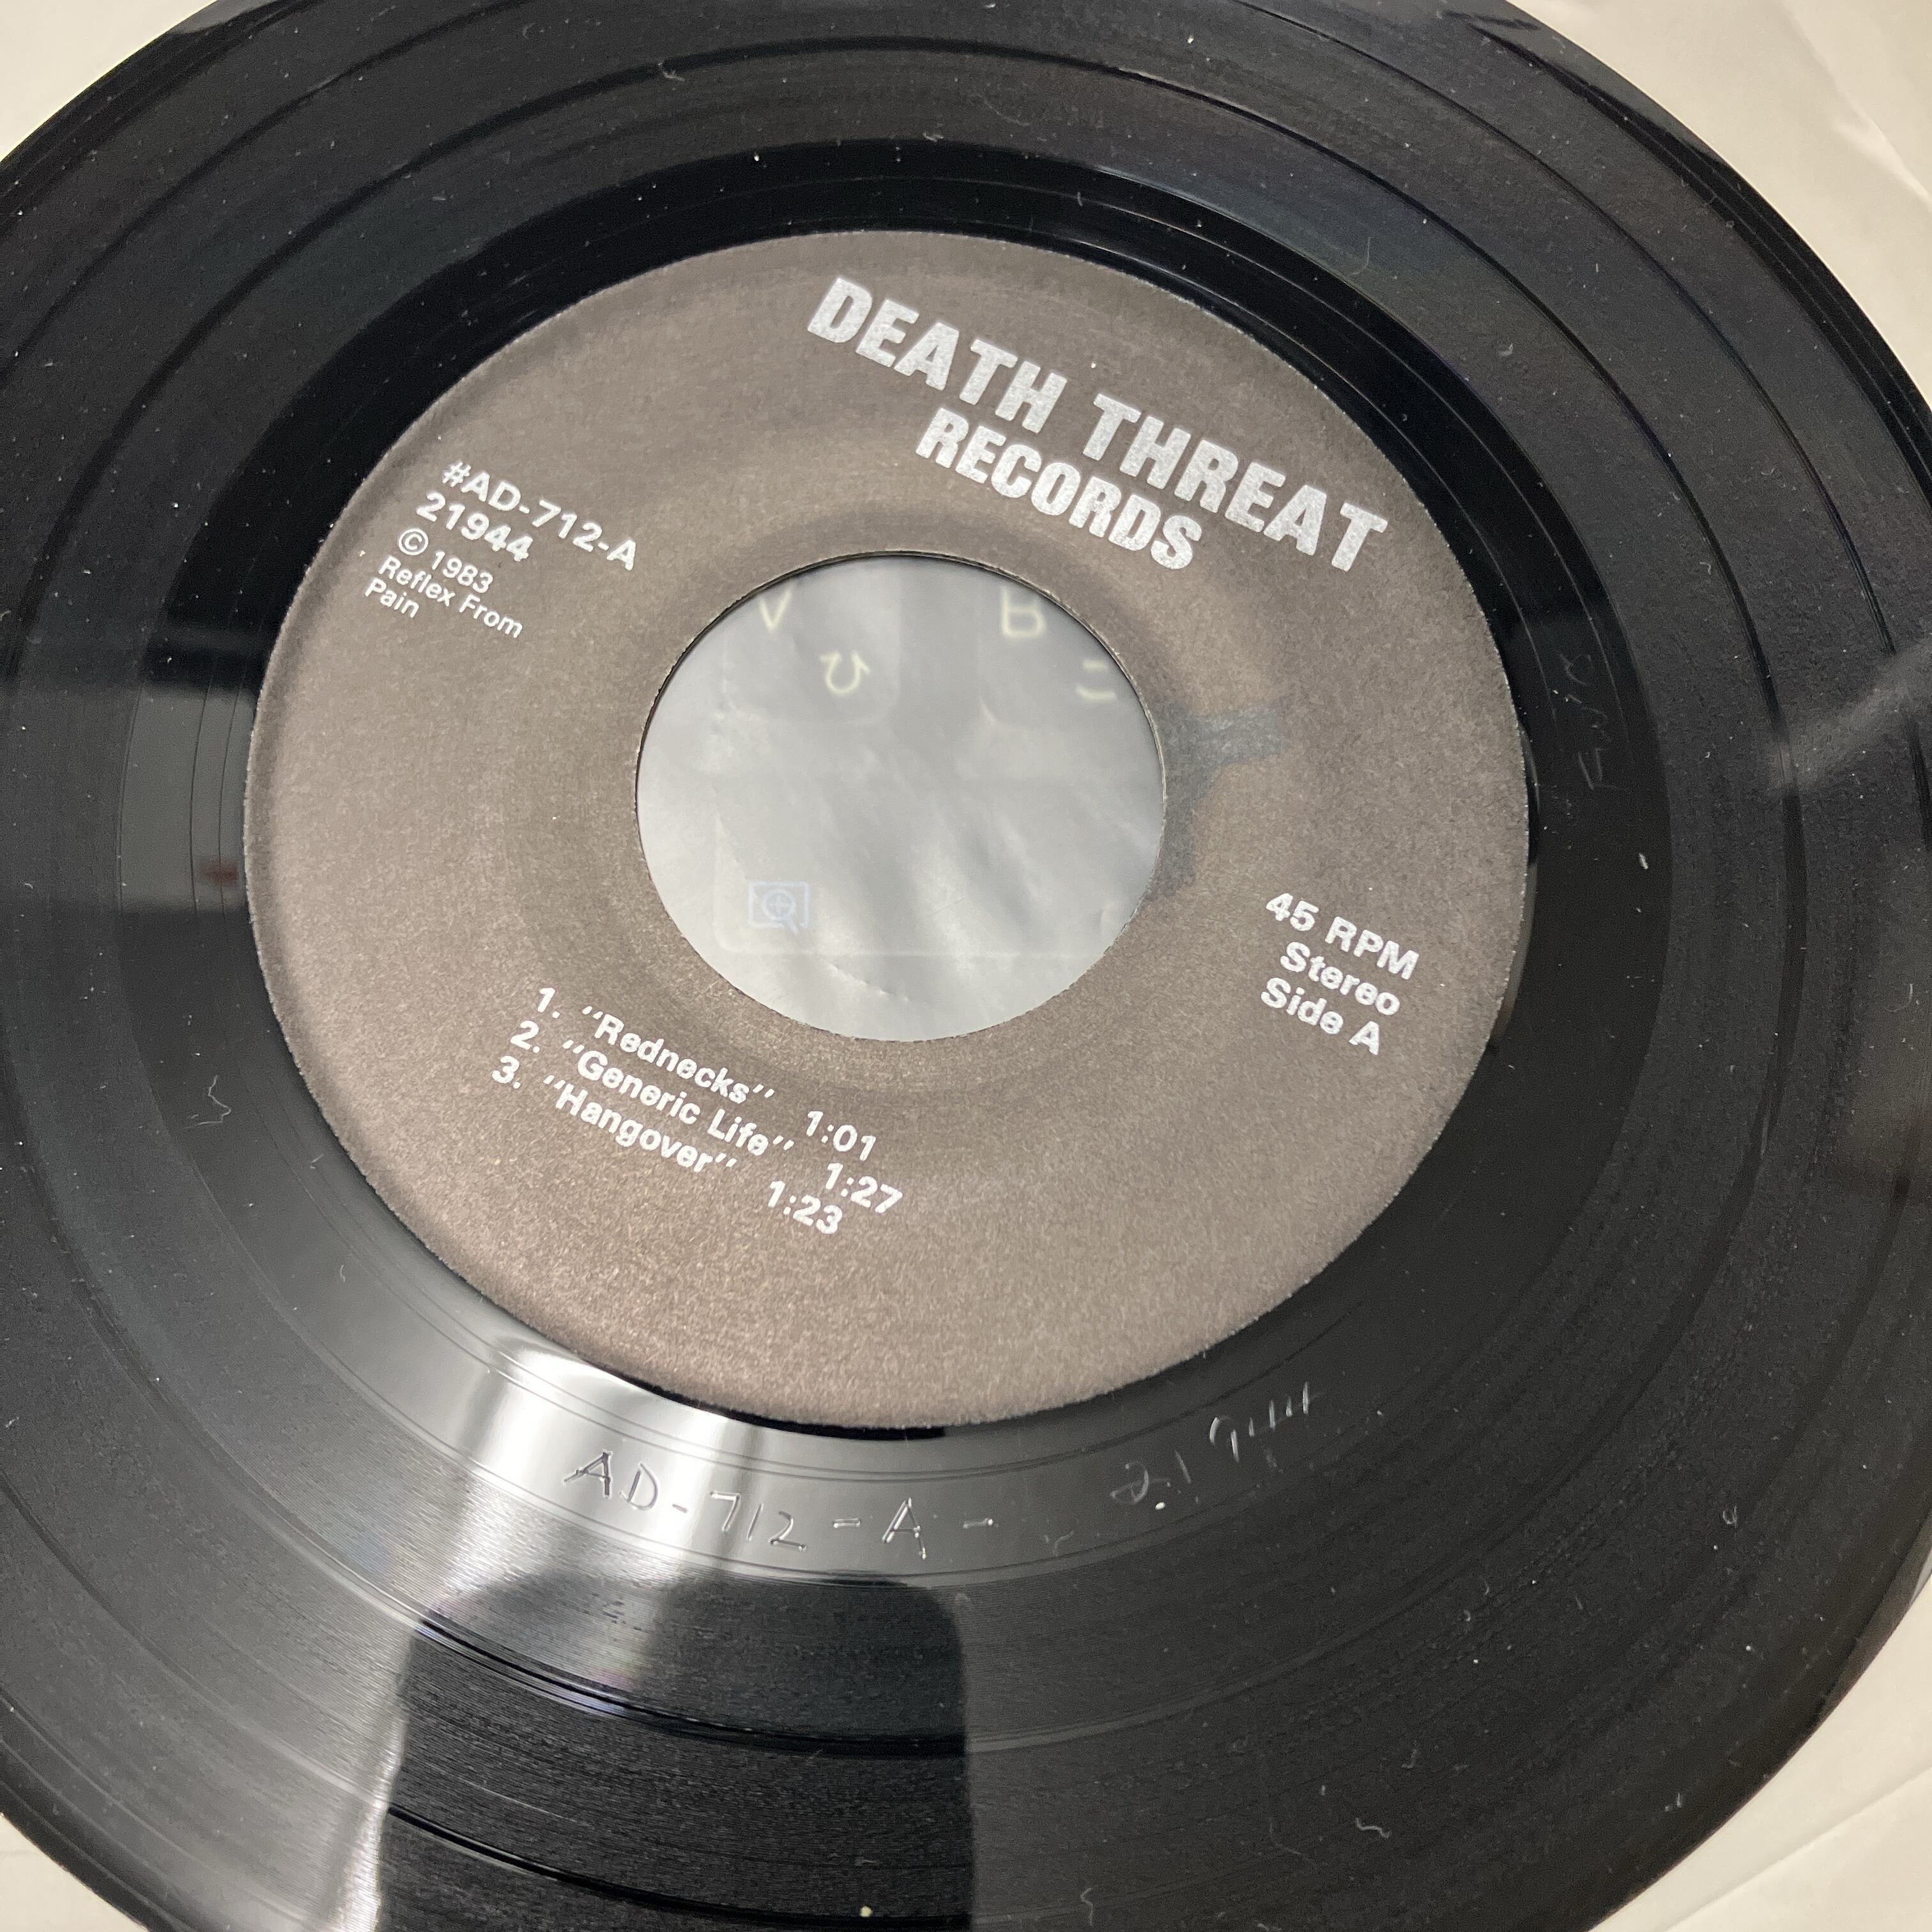 DEATH THREAT
RECORDS
#AD-712-A
21944
© 1983
Reflex From
Pain
45 RPM
Stereo
Side A
1. "Rednecks" 1:01
2. "Generic Life" 1:27
3. "Hangover" 1:23
AD-712-A-
21944